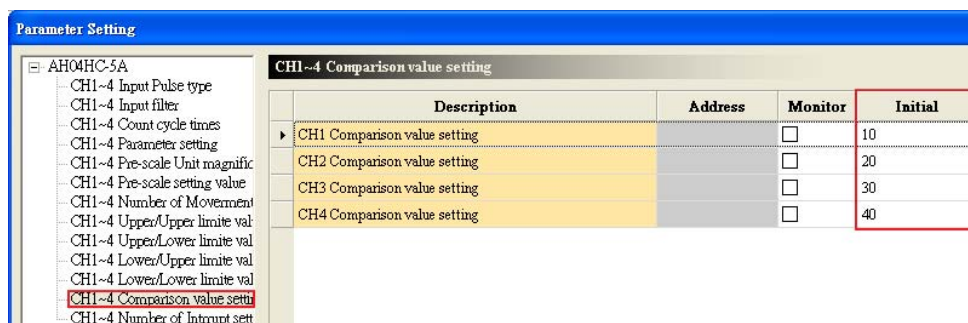 Parameter Setting
AH04HC-5A
CH1~4 Input Pulse type
CH1~4 Input filter
CH1~4 Count cycle times
CH1~4 Parameter setting
CH1~4 Pre-scale Unit magnific
CH1~4 Pre-scale setting value
CH1~4 Number of Movement
CH1~4 Upper/Upper limite val
CH1~4 Upper/Lower limite val
CH1~4 Lower/Upper limite val
CH1~4 Lower/Lower limite val
CH1~4 Comparison value settin
CH1~4 Number of Intrrupt sett
CH1~4 Comparison value setting
Description Address Monitor Initial
CH1 Comparison value setting 10
CH2 Comparison value setting 20
CH3 Comparison value setting 30
CH4 Comparison value setting 40